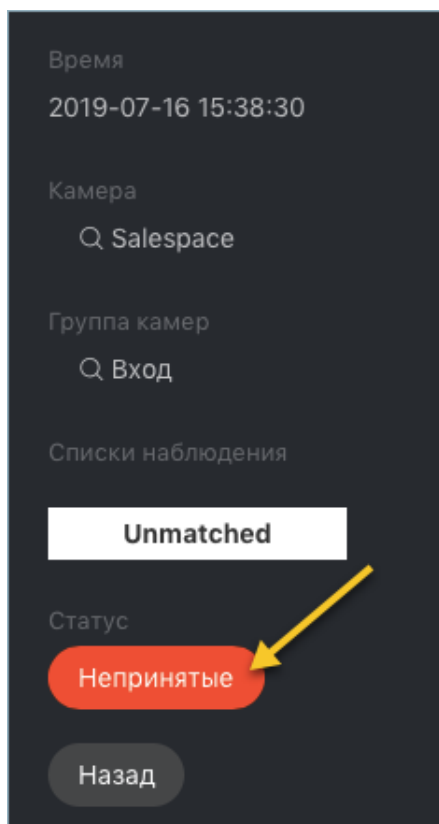 Время
2019-07-16 15:38:30
Камера
Salespace
Группа камер
Вход
Списки наблюдения
Unmatched
Статус
Непринятые
Назад